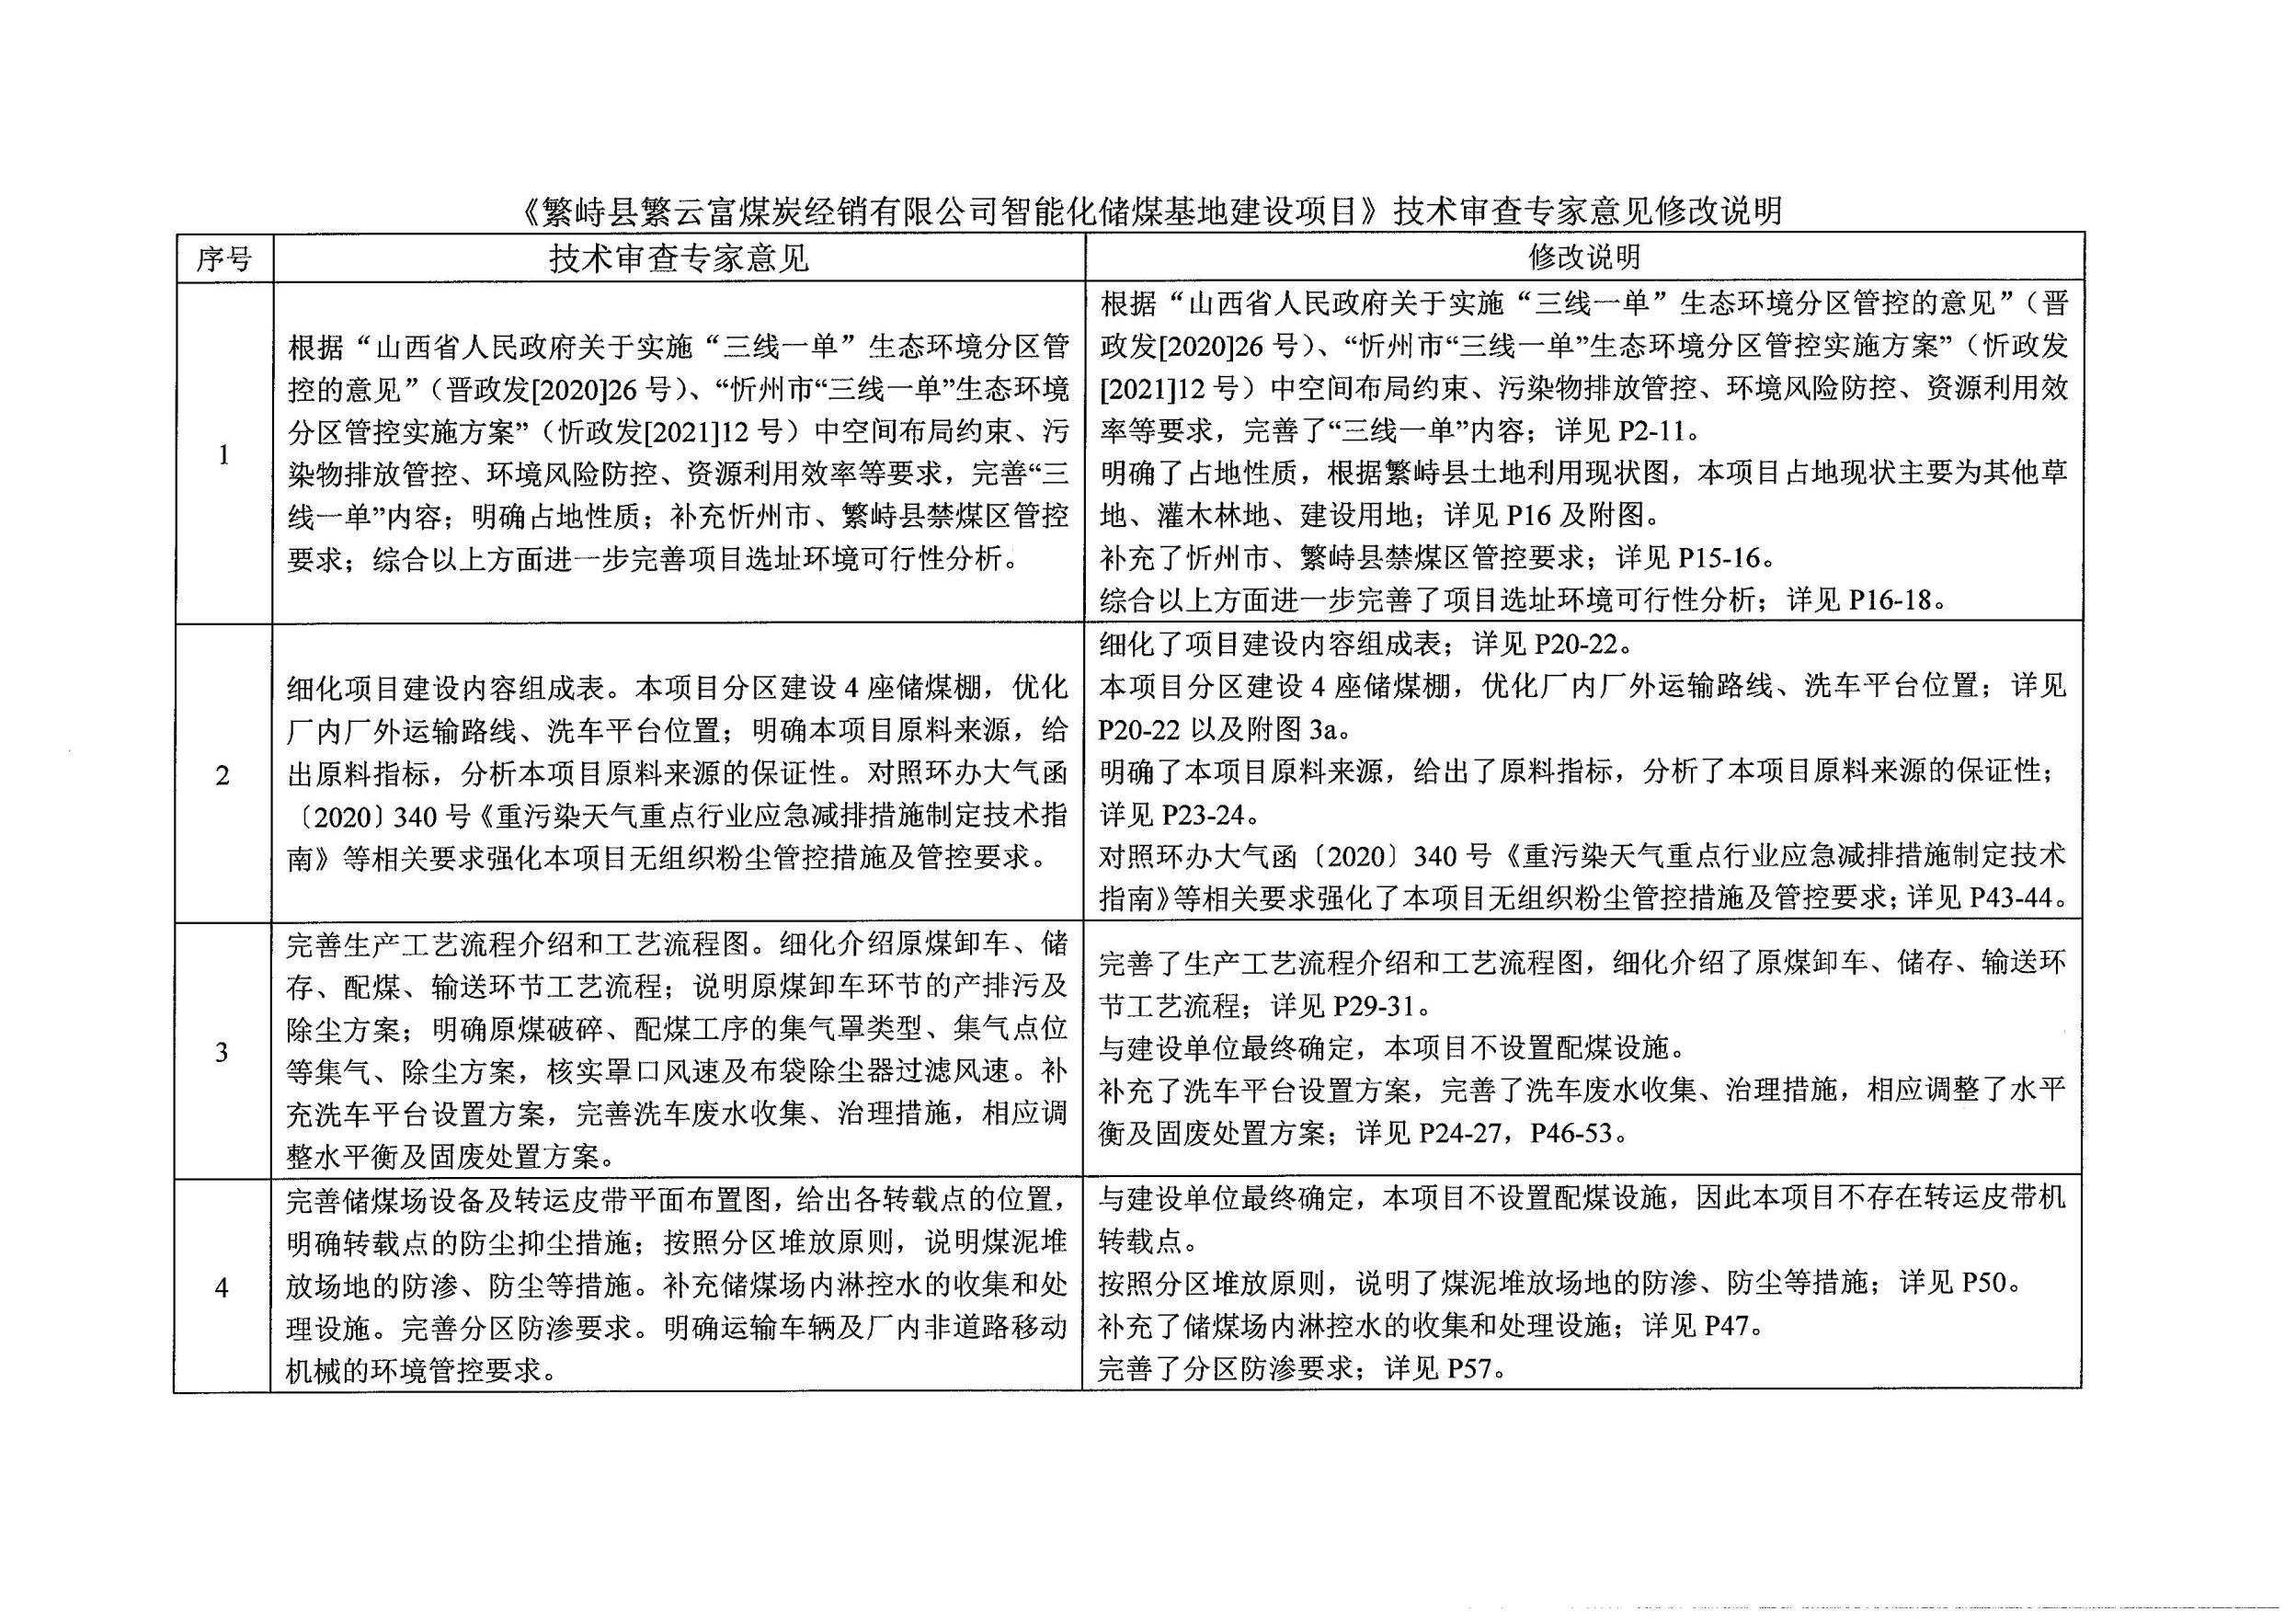 《繁峙县繁云富煤炭经销有限公司智能化储煤基地建设项目》技术审查专家意见修改说明
序号
技术审查专家意见
修改说明
1
根据“山西省人民政府关于实施“三线一单”生态环境分区管
控的意见”（晋政发[2020]26 号）、“忻州市“三线一单”生态环境
分区管控实施方案”（忻政发[2021]12 号）中空间布局约束、污
染物排放管控、环境风险防控、资源利用效率等要求，完善“三
线一单”内容；明确占地性质；补充忻州市、繁峙县禁煤区管控
要求；综合以上方面进一步完善项目选址环境可行性分析。
根据“山西省人民政府关于实施“三线一单”生态环境分区管控的意见”（晋
政发[2020]26 号）、“忻州市“三线一单”生态环境分区管控实施方案”（忻政发
[2021]12 号）中空间布局约束、污染物排放管控、环境风险防控、资源利用效
率等要求，完善了“三线一单”内容；详见 P2-11。
明确了占地性质，根据繁峙县土地利用现状图，本项目占地现状主要为其他草
地、灌木林地、建设用地；详见 P16 及附图。
补充了忻州市、繁峙县禁煤区管控要求；详见 P15-16。
综合以上方面进一步完善了项目选址环境可行性分析；详见 P16-18。
2
细化项目建设内容组成表。本项目分区建设 4 座储煤棚，优化
厂内厂外运输路线、洗车平台位置；明确本项目原料来源，给
出原料指标，分析本项目原料来源的保证性。对照环办大气函
〔2020〕340 号《重污染天气重点行业应急减排措施制定技术指
南》等相关要求强化本项目无组织粉尘管控措施及管控要求。
细化了项目建设内容组成表；详见 P20-22。
本项目分区建设 4 座储煤棚，优化厂内厂外运输路线、洗车平台位置；详见
P20-22 以及附图 3a。
明确了本项目原料来源，给出了原料指标，分析了本项目原料来源的保证性；
详见 P23-24。
对照环办大气函〔2020〕340 号《重污染天气重点行业应急减排措施制定技术
指南》等相关要求强化了本项目无组织粉尘管控措施及管控要求；详见 P43-44。
3
完善生产工艺流程介绍和工艺流程图。细化介绍原煤卸车、储
存、配煤、输送环节工艺流程；说明原煤卸车环节的产排污及
除尘方案；明确原煤破碎、配煤工序的集气罩类型、集气点位
等集气、除尘方案，核实罩口风速及布袋除尘器过滤风速。补
充洗车平台设置方案，完善洗车废水收集、治理措施，相应调
整水平衡及固废处置方案。
完善了生产工艺流程介绍和工艺流程图，细化介绍了原煤卸车、储存、输送环
节工艺流程；详见 P29-31。
与建设单位最终确定，本项目不设置配煤设施。
补充了洗车平台设置方案，完善了洗车废水收集、治理措施，相应调整了水平
衡及固废处置方案；详见 P24-27，P46-53。
4
完善储煤场设备及转运皮带平面布置图，给出各转载点的位置，
明确转载点的防尘抑尘措施；按照分区堆放原则，说明煤泥堆
放场地的防渗、防尘等措施。补充储煤场内淋控水的收集和处
理设施。完善分区防渗要求。明确运输车辆及厂内非道路移动
机械的环境管控要求。
与建设单位最终确定，本项目不设置配煤设施，因此本项目不存在转运皮带机
转载点。
按照分区堆放原则，说明了煤泥堆放场地的防渗、防尘等措施；详见 P50。
补充了储煤场内淋控水的收集和处理设施；详见 P47。
完善了分区防渗要求；详见 P57。